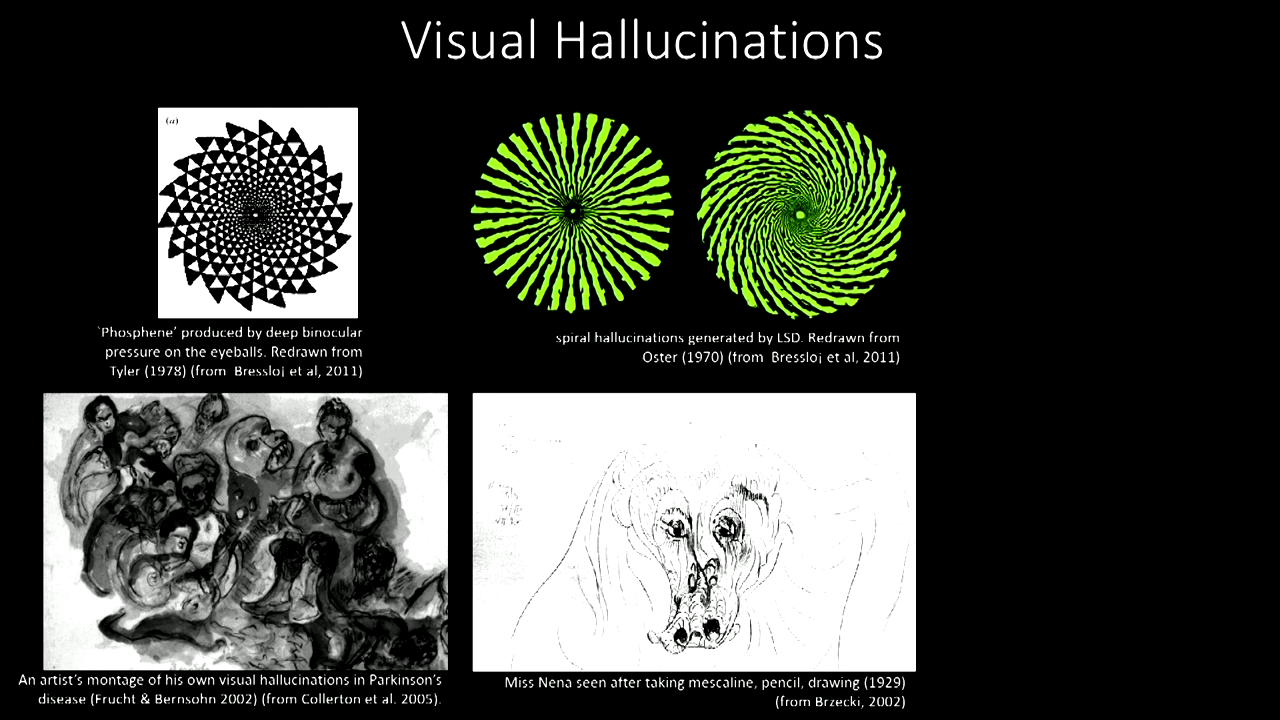 Visual Hallucinations
(a)
`Phosphene' produced by deep binocular
pressure on the eyeballs. Redrawn from
Tyler (1978) (from Bressloj et al, 2011)
spiral hallucinations generated by LSD. Redrawn from
Oster (1970) (from Bressloj et al, 2011)
An artist's montage of his own visual hallucinations in Parkinson's
disease (Frucht & Bernsohn 2002) (from Collerton et al. 2005).
Miss Nena seen after taking mescaline, pencil, drawing (1929)
(from Brzecki, 2002)